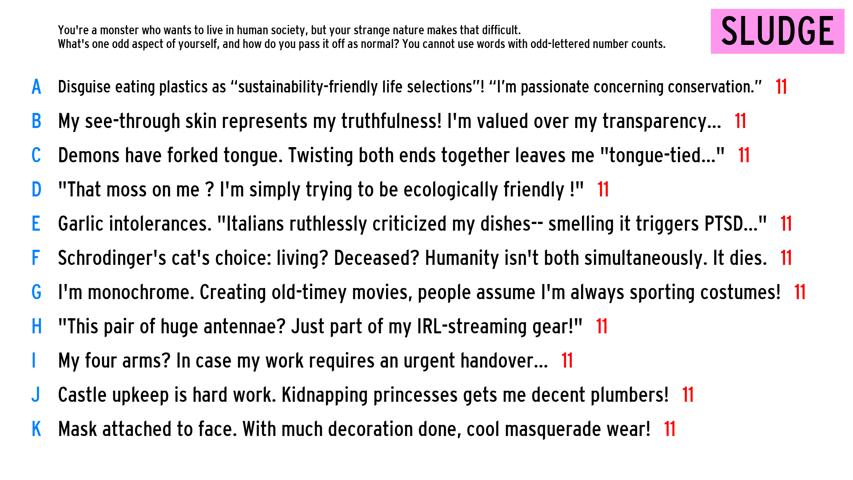 You're a monster who wants to live in human society, but your strange nature makes that difficult.
What's one odd aspect of yourself, and how do you pass it off as normal? You cannot use words with odd-lettered number counts.
SLUDGE
A Disguise eating plastics as “sustainability-friendly life selections”! “I’m passionate concerning conservation.” 11
B My see-through skin represents my truthfulness! I'm valued over my transparency... 11
C Demons have forked tongue. Twisting both ends together leaves me "tongue-tied..." 11
D "That moss on me ? I'm simply trying to be ecologically friendly !" 11
E Garlic intolerances. "Italians ruthlessly criticized my dishes-- smelling it triggers PTSD..." 11
F Schrodinger's cat's choice: living? Deceased? Humanity isn't both simultaneously. It dies. 11
G I'm monochrome. Creating old-timey movies, people assume I'm always sporting costumes! 11
H "This pair of huge antennae? Just part of my IRL-streaming gear!" 11
I My four arms? In case my work requires an urgent handover... 11
J Castle upkeep is hard work. Kidnapping princesses gets me decent plumbers! 11
K Mask attached to face. With much decoration done, cool masquerade wear! 11